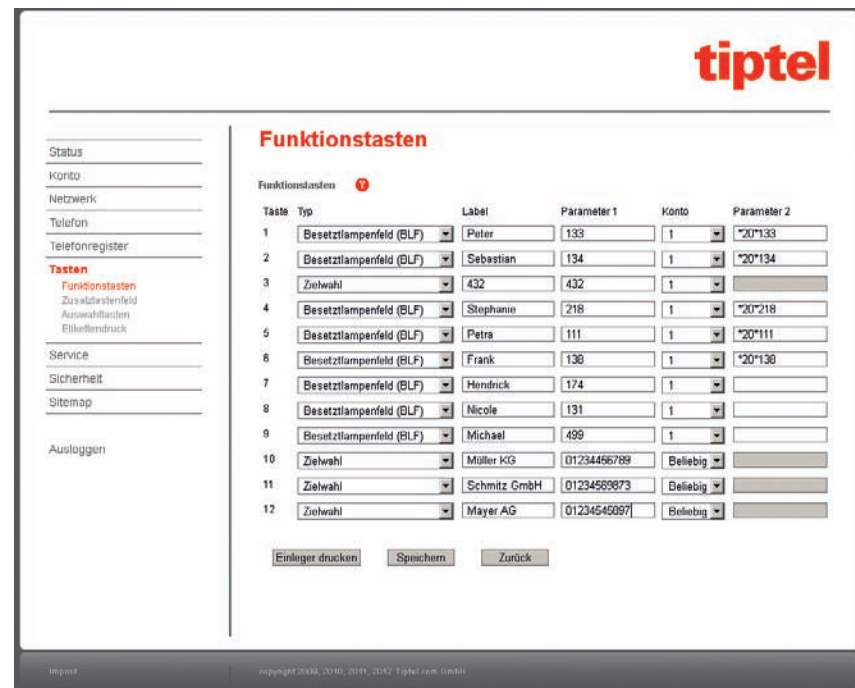 tiptel
Status
Konto
Netzwerk
Telefon
Telefonregister
Tasten
Funktionstasten
Zusatztastenfeld
Auswahltasten
Etikettendruck
Service
Sicherheit
Sitemap
Ausloggen
Funktionstasten
Funktionstasten ?
Taste Typ Label Parameter 1 Konto Parameter 2
1 Besetztlampenfeld (BLF) Peter 133 1 *20*133
2 Besetztlampenfeld (BLF) Sebastian 134 1 *20*134
3 Zielwahl 432 432 1
4 Besetztlampenfeld (BLF) Stephanie 218 1 *20*218
5 Besetztlampenfeld (BLF) Petra 111 1 *20*111
6 Besetztlampenfeld (BLF) Frank 138 1 *20*138
7 Besetztlampenfeld (BLF) Hendrick 174 1
8 Besetztlampenfeld (BLF) Nicole 131 1
9 Besetztlampenfeld (BLF) Michael 499 1
10 Zielwahl Müller KG 01234456789 Beliebig
11 Zielwahl Schmitz GmbH 01234569873 Beliebig
12 Zielwahl Mayer AG 01234545897 Beliebig
Einleger drucken Speichern Zurück
Imprint copyright 2009, 2010, 2011, 2012 Tiptel.com GmbH